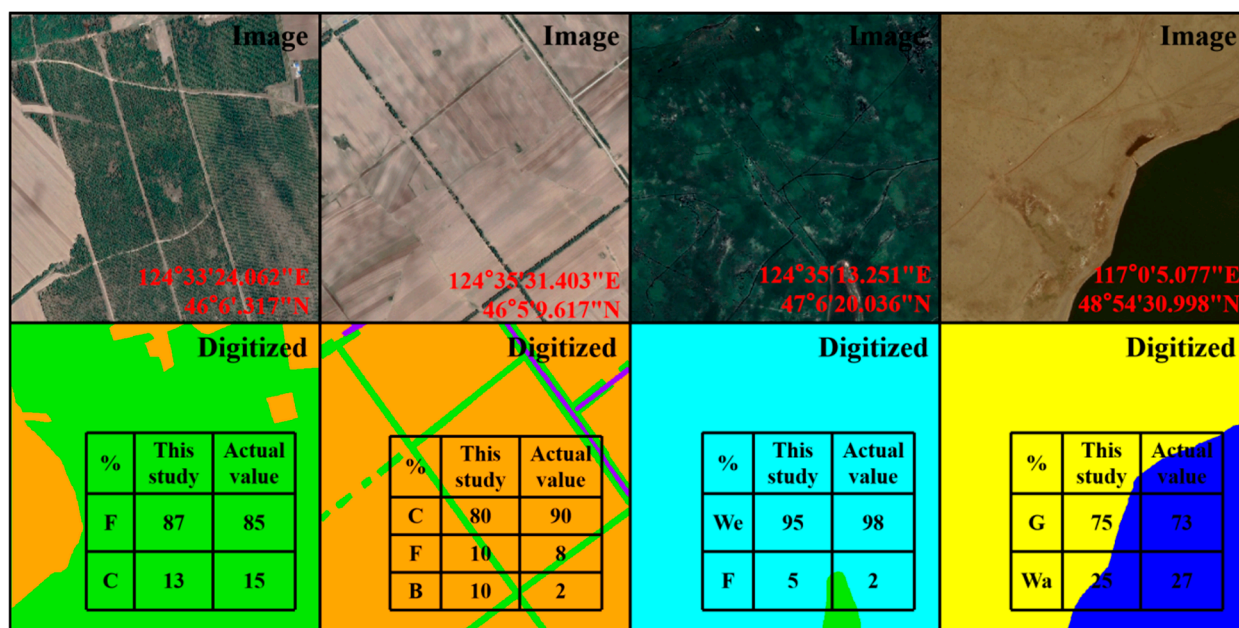 Image
124°33'24.062"E
46°6'.317"N
Image
124°35'31.403"E
46°5'9.617"N
Image
124°35'13.251"E
47°6'20.036"N
Image
117°0'5.077"E
48°54'30.998"N
Digitized
% This study Actual value
F 87 85
C 13 15
Digitized
% This study Actual value
C 80 90
F 10 8
B 10 2
Digitized
% This study Actual value
We 95 98
F 5 2
Digitized
% This study Actual value
G 75 73
Wa 25 27